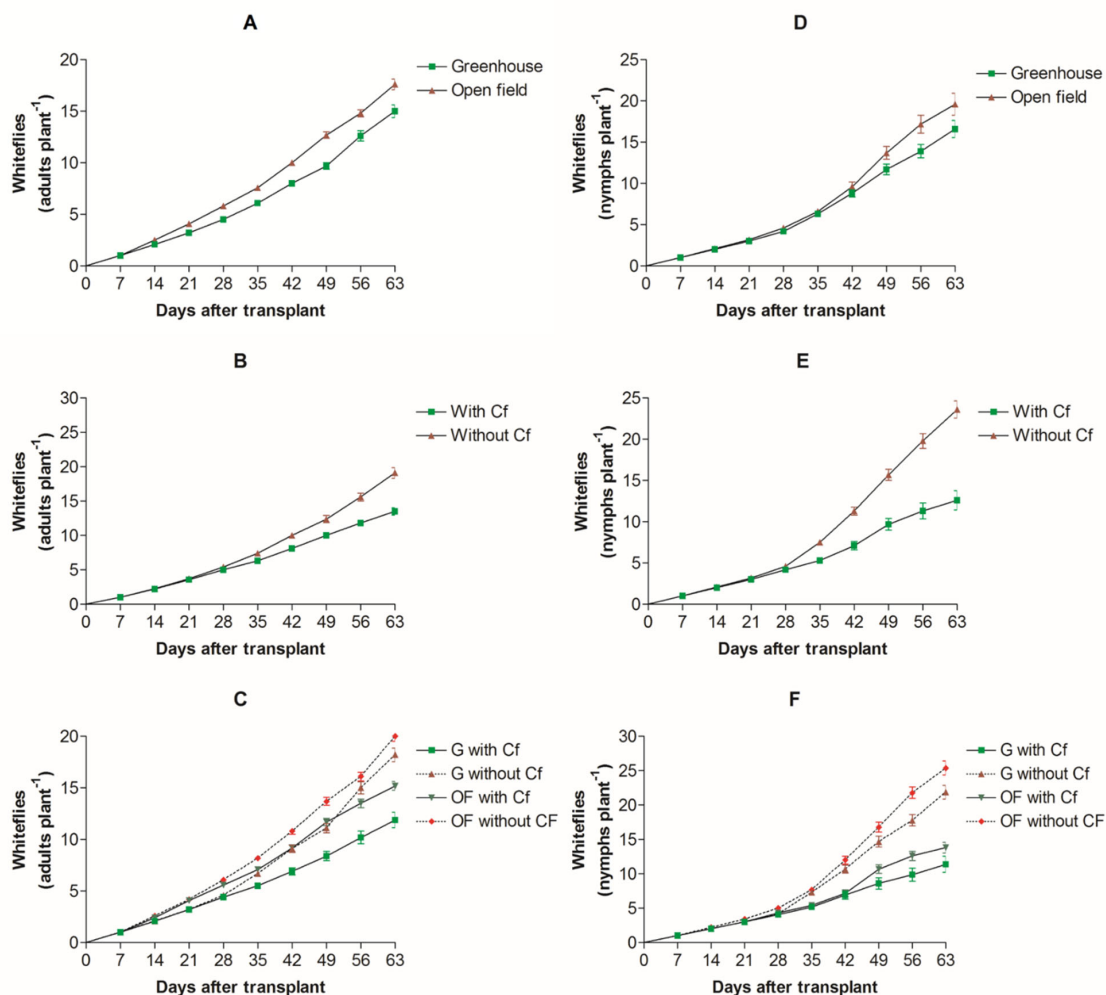 A
20
15
10
5
0
Whiteflies
(adults plant⁻¹)
0 7 14 21 28 35 42 49 56 63
Days after transplant
Greenhouse
Open field
D
25
20
15
10
5
0
Whiteflies
(nymphs plant⁻¹)
0 7 14 21 28 35 42 49 56 63
Days after transplant
Greenhouse
Open field
B
30
25
20
15
10
5
0
Whiteflies
(adults plant⁻¹)
0 7 14 21 28 35 42 49 56 63
Days after transplant
With Cf
Without Cf
E
25
20
15
10
5
0
Whiteflies
(nymphs plant⁻¹)
0 7 14 21 28 35 42 49 56 63
Days after transplant
With Cf
Without Cf
C
20
15
10
5
0
Whiteflies
(adults plant⁻¹)
0 7 14 21 28 35 42 49 56 63
Days after transplant
G with Cf
G without Cf
OF with Cf
OF without CF
F
30
25
20
15
10
5
0
Whiteflies
(nymphs plant⁻¹)
0 7 14 21 28 35 42 49 56 63
Days after transplant
G with Cf
G without Cf
OF with Cf
OF without CF